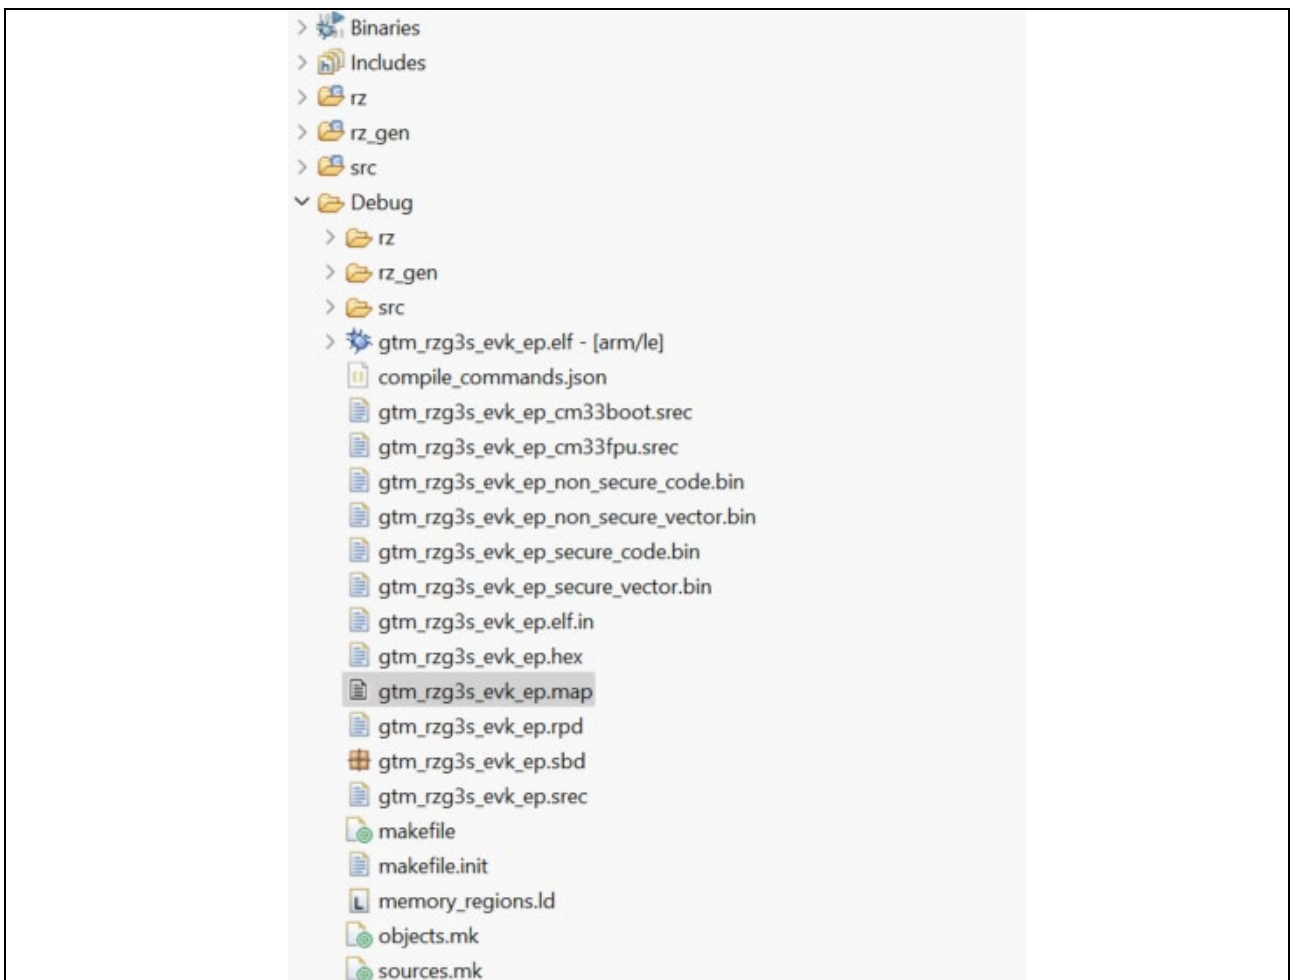 Binaries
Includes
rz
rz_gen
src
Debug
rz
rz_gen
src
gtm_rzg3s_evk_ep.elf - [arm/le]
compile_commands.json
gtm_rzg3s_evk_ep_cm33boot.srec
gtm_rzg3s_evk_ep_cm33fpu.srec
gtm_rzg3s_evk_ep_non_secure_code.bin
gtm_rzg3s_evk_ep_non_secure_vector.bin
gtm_rzg3s_evk_ep_secure_code.bin
gtm_rzg3s_evk_ep_secure_vector.bin
gtm_rzg3s_evk_ep.elf.in
gtm_rzg3s_evk_ep.hex
gtm_rzg3s_evk_ep.map
gtm_rzg3s_evk_ep.rpd
gtm_rzg3s_evk_ep.sbd
gtm_rzg3s_evk_ep.srec
makefile
makefile.init
memory_regions.ld
objects.mk
sources.mk